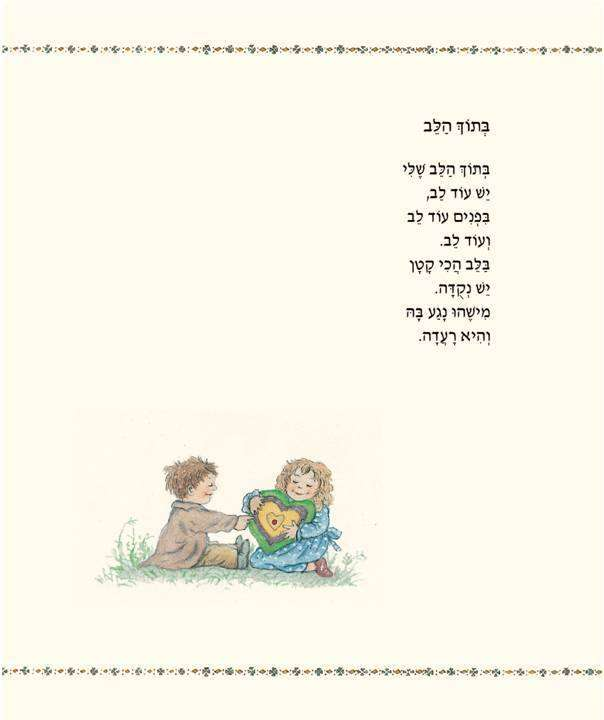 בְּתוֹךְ הַלֵּב
בְּתוֹךְ הַלֵּב שֶׁלִּי
יֵשׁ עוֹד לֵב,
בִּפְנִים עוֹד לֵב
וְעוֹד לֵב.
בַּלֵּב הֲכִי קָטָן
יֵשׁ נְקֻדָּה.
מִישֶׁהוּ נָגַע בָּהּ
וְהִיא רָעֲדָה.